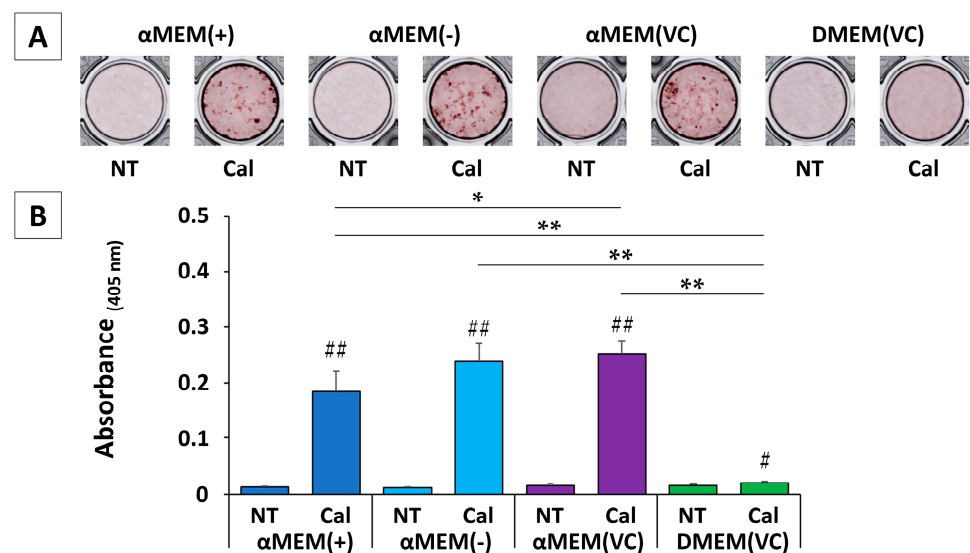 A
αMEM(+) αMEM(-) αMEM(VC) DMEM(VC)
NT Cal NT Cal NT Cal NT Cal
B
*
**
**
**
Absorbance (405 nm)
0.5
0.4
0.3
0.2
0.1
0
## ## ## #
NT Cal NT Cal NT Cal NT Cal
αMEM(+) αMEM(-) αMEM(VC) DMEM(VC)